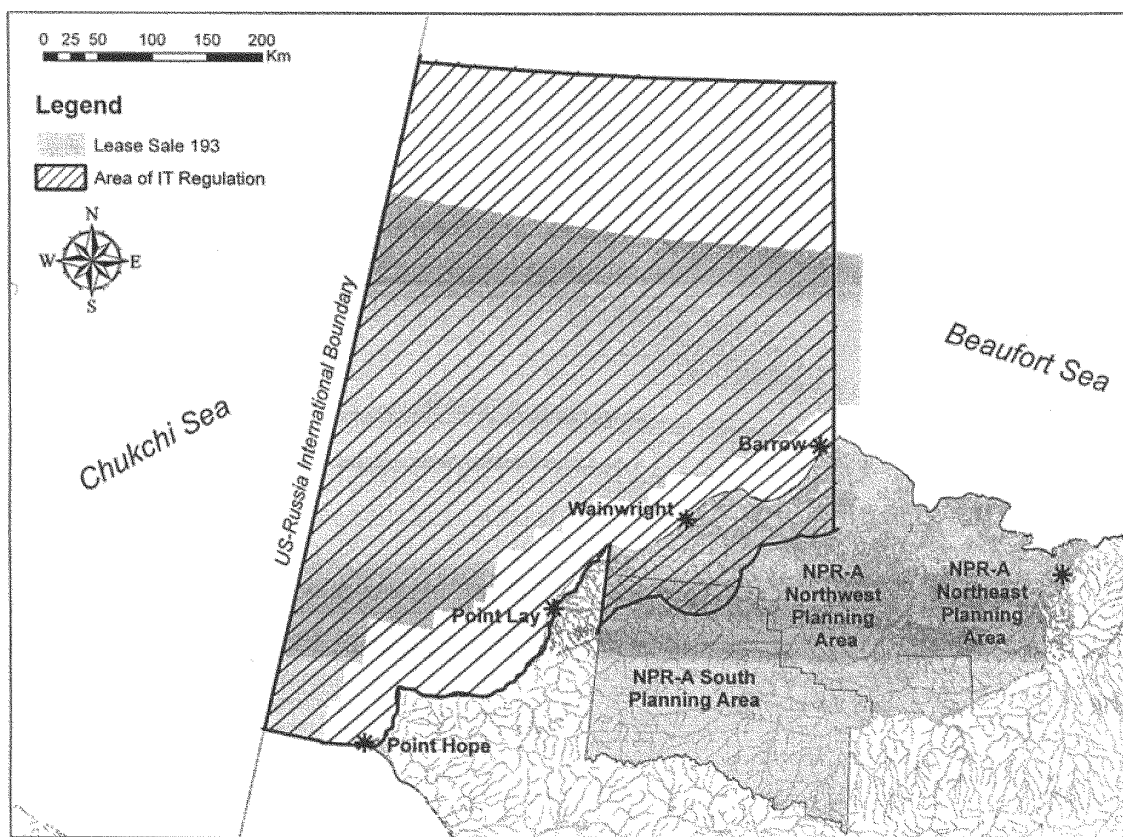 0 25 50 100 150 200
Km
Legend
Lease Sale 193
Area of IT Regulation
N
W E
S
US-Russia International Boundary
Chukchi Sea
Beaufort Sea
Barrow
Wainwright
Point Lay
Point Hope
NPR-A
Northwest
Planning
Area
NPR-A
Northeast
Planning
Area
NPR-A South
Planning Area